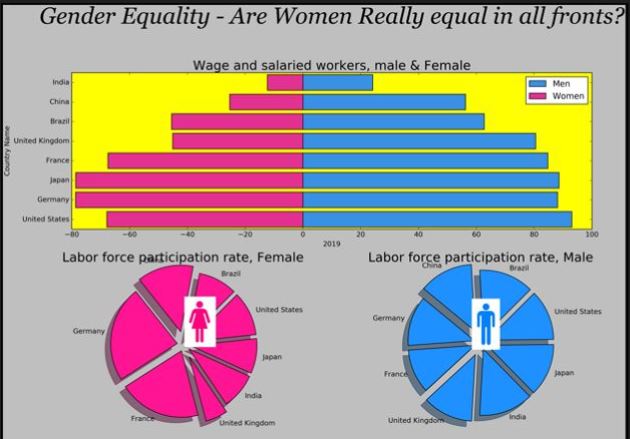 Gender Equality - Are Women Really equal in all fronts?
Wage and salaried workers, male & Female
Men
Women
Country Name
India
China
Brazil
United Kingdom
France
Japan
Germany
United States
−80 −60 −40 −20 0 20 40 60 80 100
2019
Labor force participation rate, Female
Brazil
United States
Japan
India
United Kingdom
France
Germany
Labor force participation rate, Male
China
Brazil
United States
Japan
India
United Kingdom
France
Germany